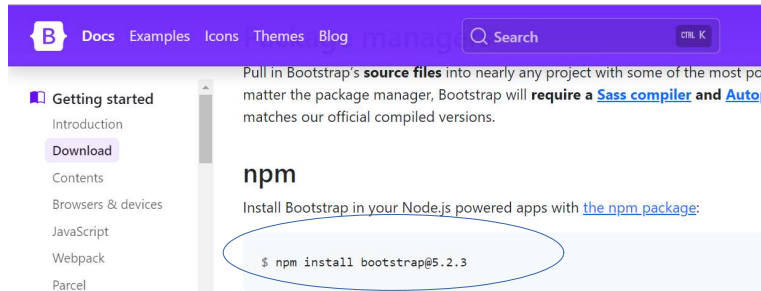 B Docs Examples Icons Themes Blog Search CTRL K
Package manage
Pull in Bootstrap's source files into nearly any project with some of the most po
matter the package manager, Bootstrap will require a Sass compiler and Auto
matches our official compiled versions.
Getting started
Introduction
Download
Contents
Browsers & devices
JavaScript
Webpack
Parcel
npm
Install Bootstrap in your Node.js powered apps with the npm package:
$ npm install bootstrap@5.2.3